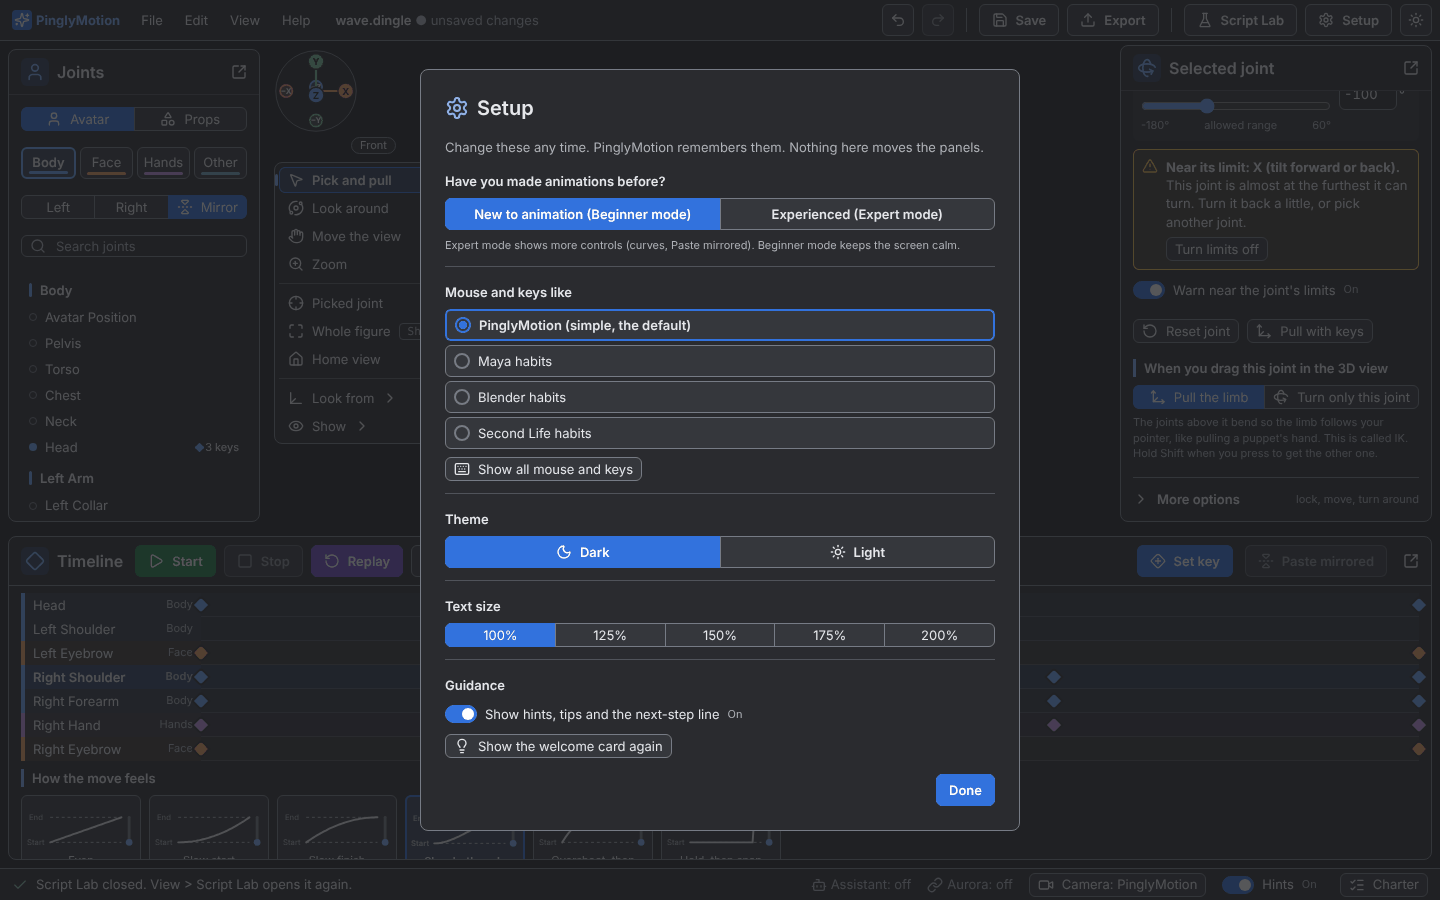 PinglyMotion File Edit View Help wave.dingle unsaved changes Save Export Script Lab Setup
Joints
Avatar Props
Body Face Hands Other
Left Right Mirror
Search joints
Body
Avatar Position
Pelvis
Torso
Chest
Neck
Head 3 keys
Left Arm
Left Collar
Y
-X Z X
-Y
Front
Pick and pull
Look around
Move the view
Zoom
Picked joint
Whole figure Sh
Home view
Look from
Show
Setup
Change these any time. PinglyMotion remembers them. Nothing here moves the panels.
Have you made animations before?
New to animation (Beginner mode) Experienced (Expert mode)
Expert mode shows more controls (curves, Paste mirrored). Beginner mode keeps the screen calm.
Mouse and keys like
PinglyMotion (simple, the default)
Maya habits
Blender habits
Second Life habits
Show all mouse and keys
Theme
Dark Light
Text size
100% 125% 150% 175% 200%
Guidance
Show hints, tips and the next-step line On
Show the welcome card again
Done
Selected joint
-100 °
-180° allowed range 60°
Near its limit: X (tilt forward or back).
This joint is almost at the furthest it can
turn. Turn it back a little, or pick
another joint.
Turn limits off
Warn near the joint's limits On
Reset joint Pull with keys
When you drag this joint in the 3D view
Pull the limb Turn only this joint
The joints above it bend so the limb follows your
pointer, like pulling a puppet's hand. This is called IK.
Hold Shift when you press to get the other one.
More options lock, move, turn around
Timeline Start Stop Replay Set key Paste mirrored
Head Body
Left Shoulder Body
Left Eyebrow Face
Right Shoulder Body
Right Forearm Body
Right Hand Hands
Right Eyebrow Face
How the move feels
End End End End
Start Start Start Start Start Start
Script Lab closed. View > Script Lab opens it again. Assistant: off Aurora: off Camera: PinglyMotion Hints On Charter